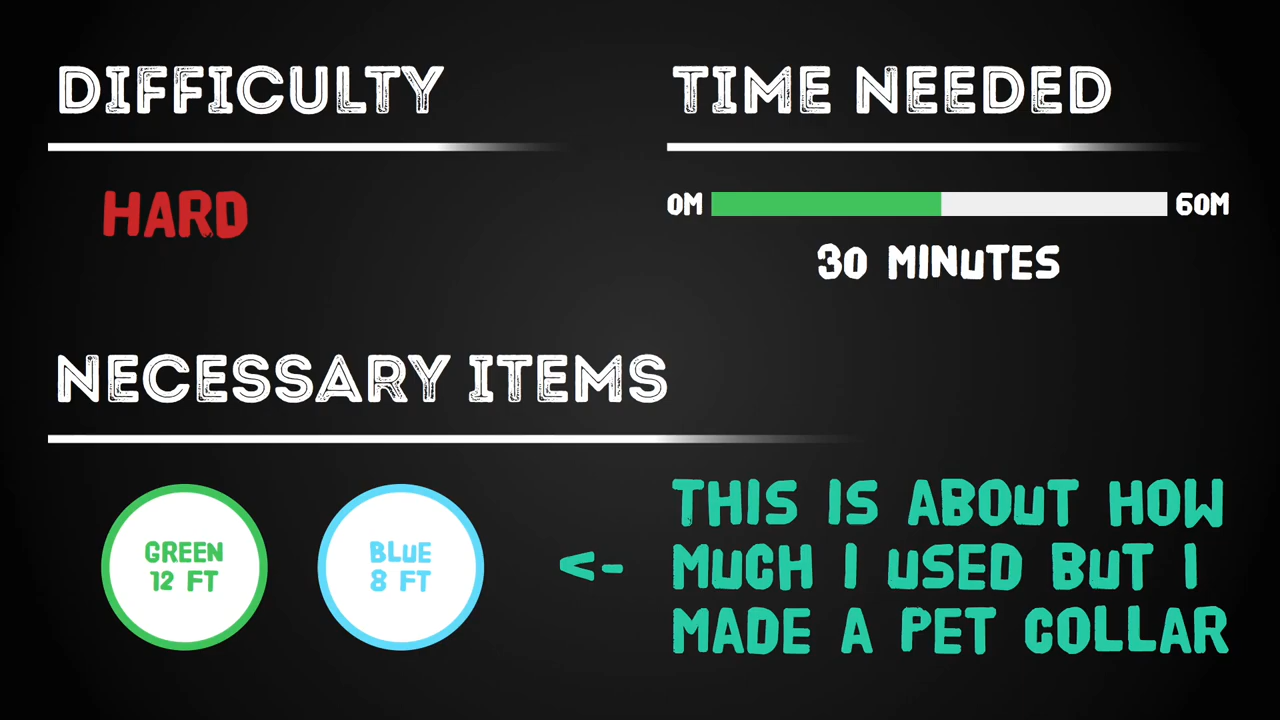 DIFFICULTY
HARD
TIME NEEDED
0M 60M
30 MINUTES
NECESSARY ITEMS
GREEN
12 FT
BLUE
8 FT
<-
THIS IS ABOUT HOW
MUCH I USED BUT I
MADE A PET COLLAR